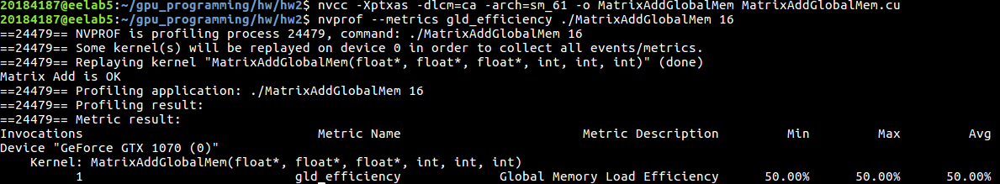 20184187@eelab5:~/gpu_programming/hw/hw2$ nvcc -Xptxas -dlcm=ca -arch=sm_61 -o MatrixAddGlobalMem MatrixAddGlobalMem.cu
20184187@eelab5:~/gpu_programming/hw/hw2$ nvprof --metrics gld_efficiency ./MatrixAddGlobalMem 16
==24479== NVPROF is profiling process 24479, command: ./MatrixAddGlobalMem 16
==24479== Some kernel(s) will be replayed on device 0 in order to collect all events/metrics.
==24479== Replaying kernel "MatrixAddGlobalMem(float*, float*, float*, int, int, int)" (done)
Matrix Add is OK
==24479== Profiling application: ./MatrixAddGlobalMem 16
==24479== Profiling result:
==24479== Metric result:
Invocations Metric Name Metric Description Min Max Avg
Device "GeForce GTX 1070 (0)"
Kernel: MatrixAddGlobalMem(float*, float*, float*, int, int, int)
1 gld_efficiency Global Memory Load Efficiency 50.00% 50.00% 50.00%